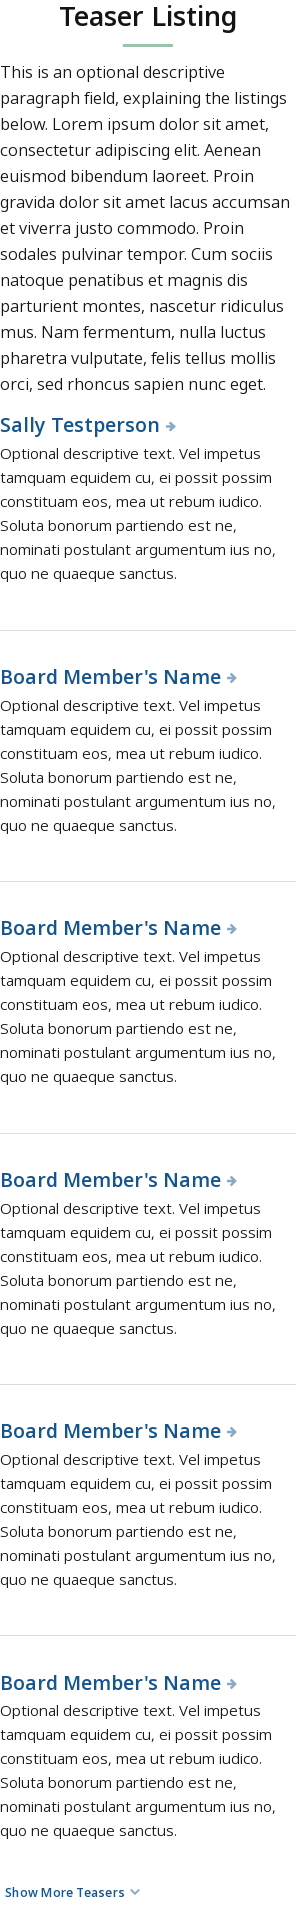 Teaser Listing
This is an optional descriptive
paragraph field, explaining the listings
below. Lorem ipsum dolor sit amet,
consectetur adipiscing elit. Aenean
euismod bibendum laoreet. Proin
gravida dolor sit amet lacus accumsan
et viverra justo commodo. Proin
sodales pulvinar tempor. Cum sociis
natoque penatibus et magnis dis
parturient montes, nascetur ridiculus
mus. Nam fermentum, nulla luctus
pharetra vulputate, felis tellus mollis
orci, sed rhoncus sapien nunc eget.
Sally Testperson
Optional descriptive text. Vel impetus
tamquam equidem cu, ei possit possim
constituam eos, mea ut rebum iudico.
Soluta bonorum partiendo est ne,
nominati postulant argumentum ius no,
quo ne quaeque sanctus.
Board Member's Name
Optional descriptive text. Vel impetus
tamquam equidem cu, ei possit possim
constituam eos, mea ut rebum iudico.
Soluta bonorum partiendo est ne,
nominati postulant argumentum ius no,
quo ne quaeque sanctus.
Board Member's Name
Optional descriptive text. Vel impetus
tamquam equidem cu, ei possit possim
constituam eos, mea ut rebum iudico.
Soluta bonorum partiendo est ne,
nominati postulant argumentum ius no,
quo ne quaeque sanctus.
Board Member's Name
Optional descriptive text. Vel impetus
tamquam equidem cu, ei possit possim
constituam eos, mea ut rebum iudico.
Soluta bonorum partiendo est ne,
nominati postulant argumentum ius no,
quo ne quaeque sanctus.
Board Member's Name
Optional descriptive text. Vel impetus
tamquam equidem cu, ei possit possim
constituam eos, mea ut rebum iudico.
Soluta bonorum partiendo est ne,
nominati postulant argumentum ius no,
quo ne quaeque sanctus.
Board Member's Name
Optional descriptive text. Vel impetus
tamquam equidem cu, ei possit possim
constituam eos, mea ut rebum iudico.
Soluta bonorum partiendo est ne,
nominati postulant argumentum ius no,
quo ne quaeque sanctus.
Show More Teasers